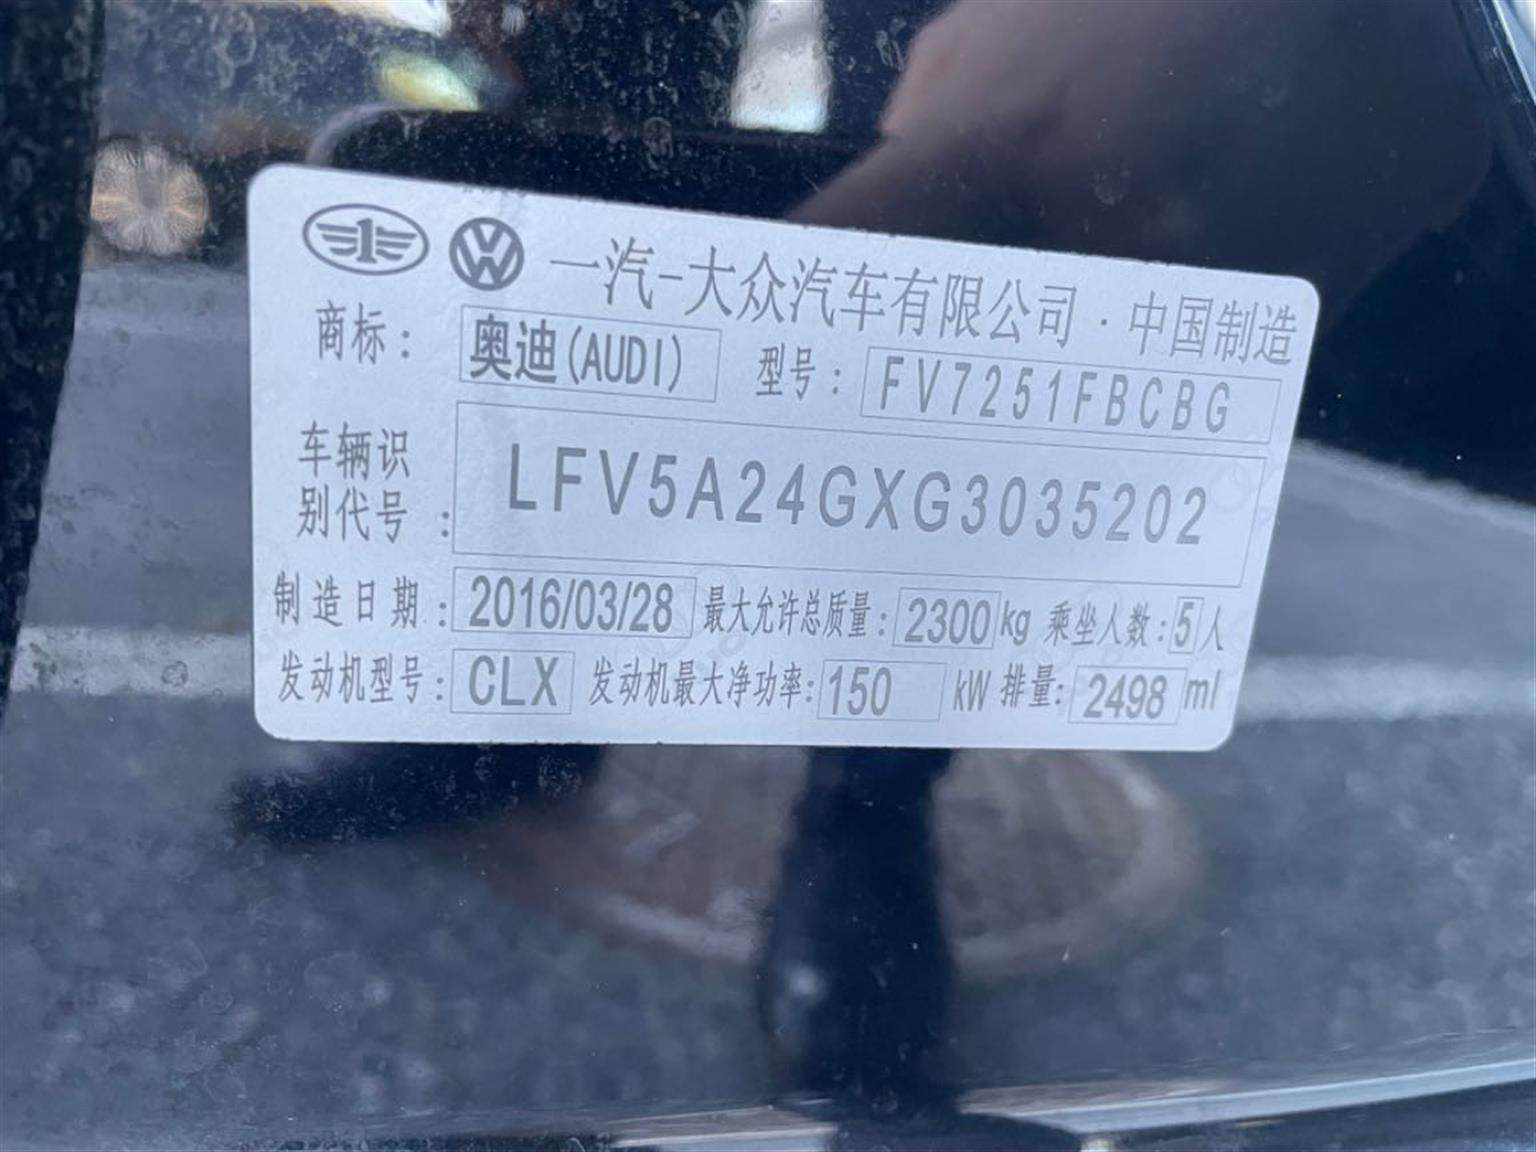 一汽-大众汽车有限公司·中国制造
商标: 奥迪(AUDI) 型号: FV7251FBCBG
车辆识
别代号: LFV5A24GXG3035202
制造日期: 2016/03/28 最大允许总质量: 2300kg 乘坐人数: 5人
发动机型号: CLX 发动机最大净功率: 150 kW 排量: 2498 ml